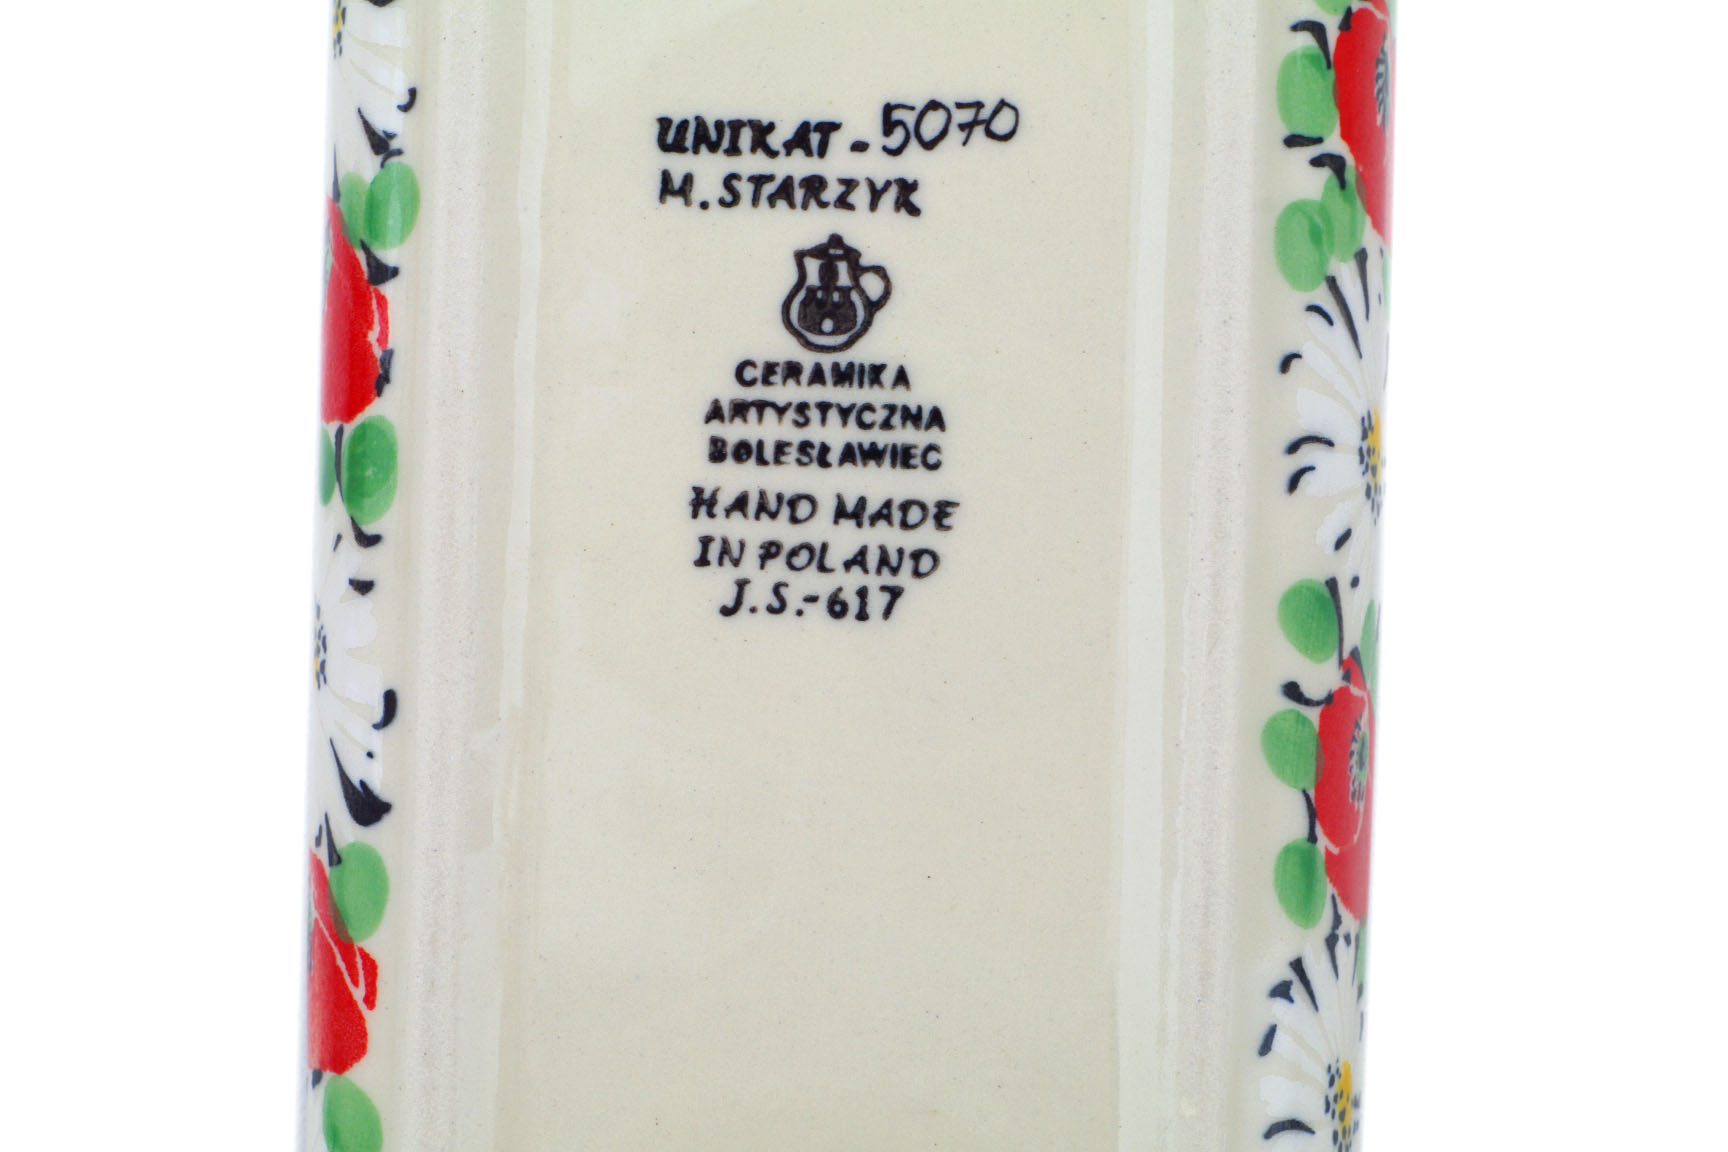 UNIKAT - 5070
M. STARZYK
CERAMIKA
ARTYSTYCZNA
BOLESŁAWIEC
HAND MADE
IN POLAND
J.S.-617